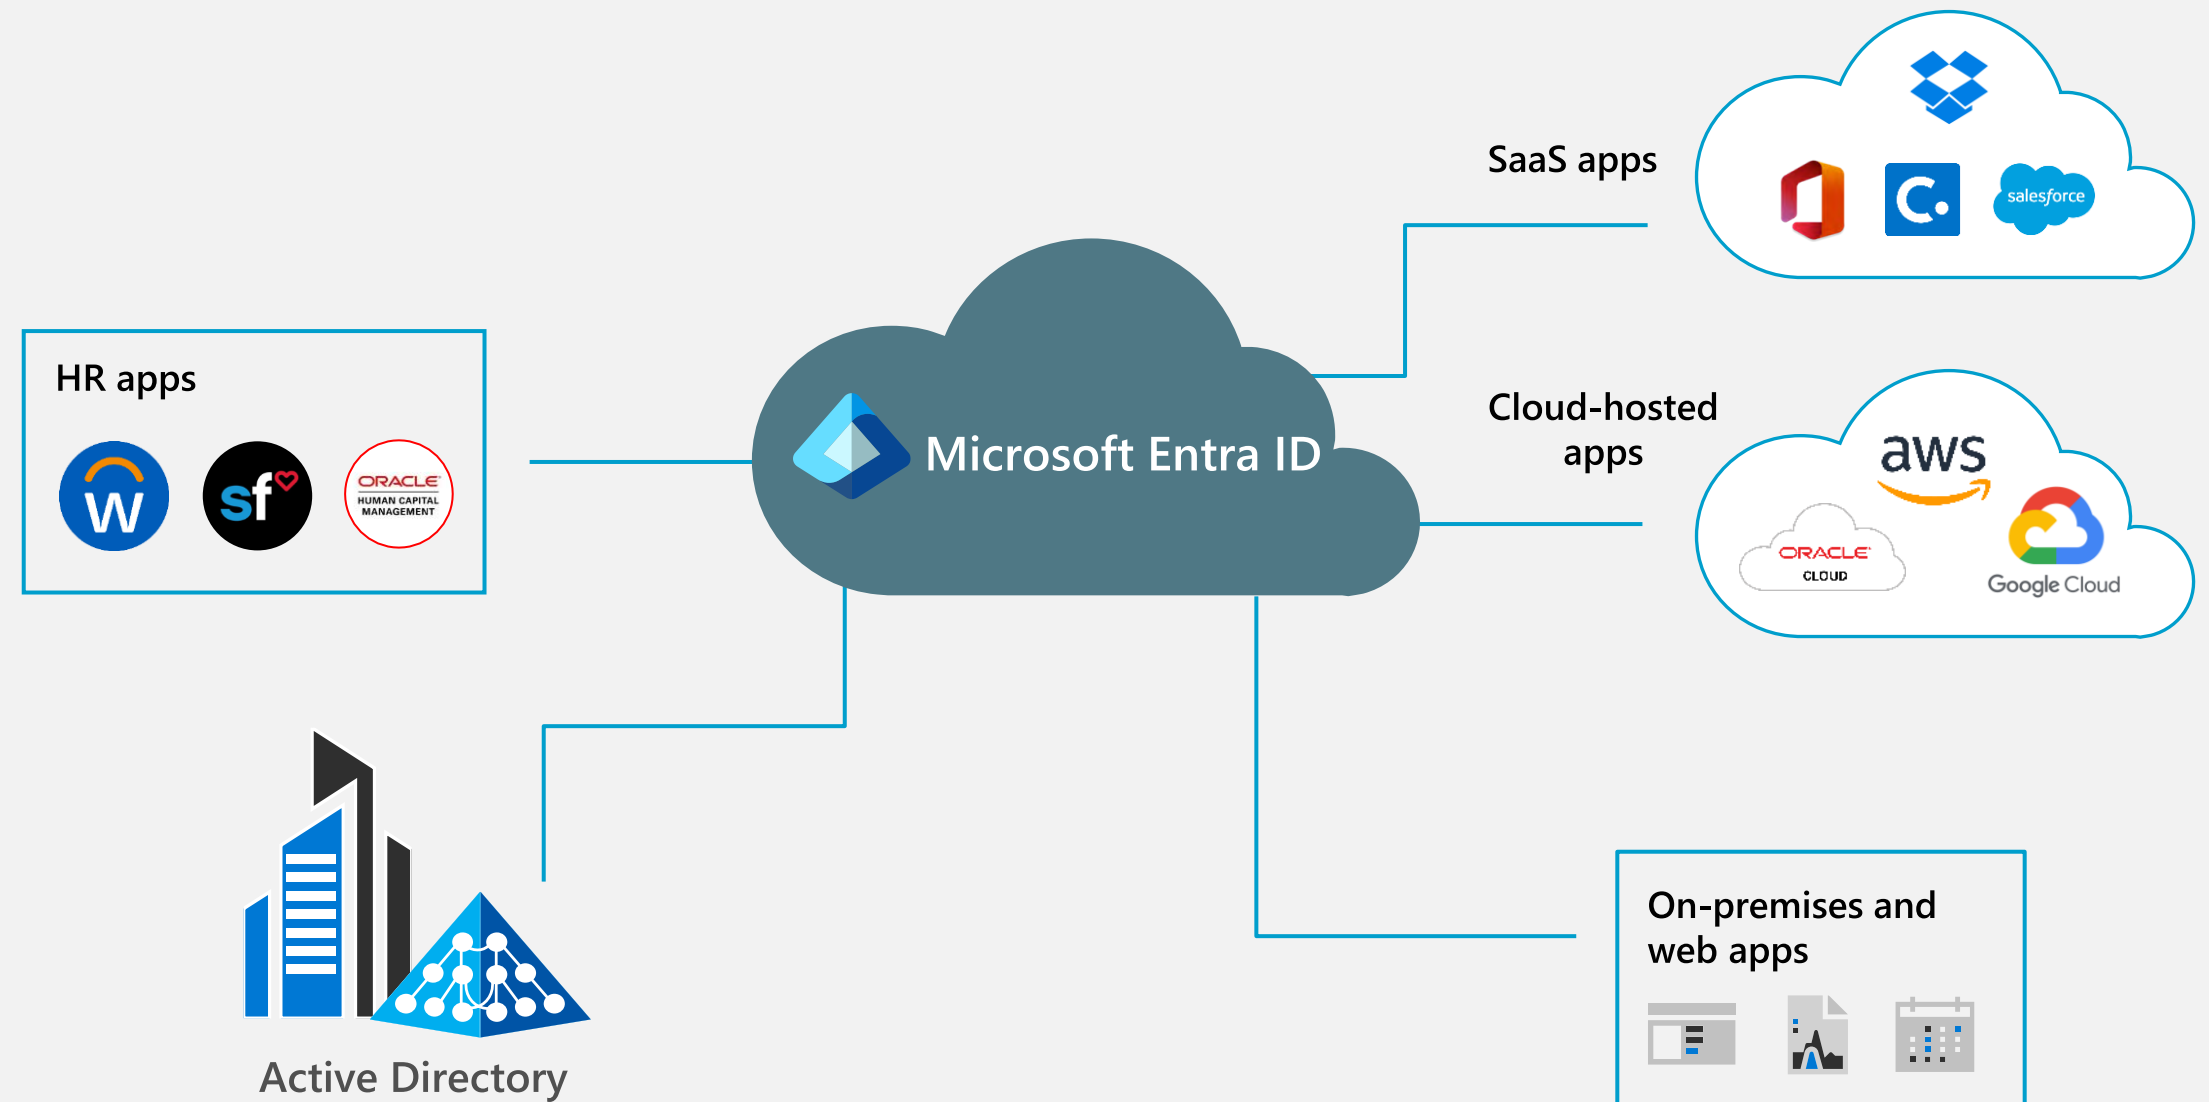 SaaS apps
salesforce
HR apps
W
sf
ORACLE
HUMAN CAPITAL
MANAGEMENT
Microsoft Entra ID
Cloud-hosted
apps
aws
ORACLE
CLOUD
Google Cloud
C.
On-premises and
web apps
Active Directory